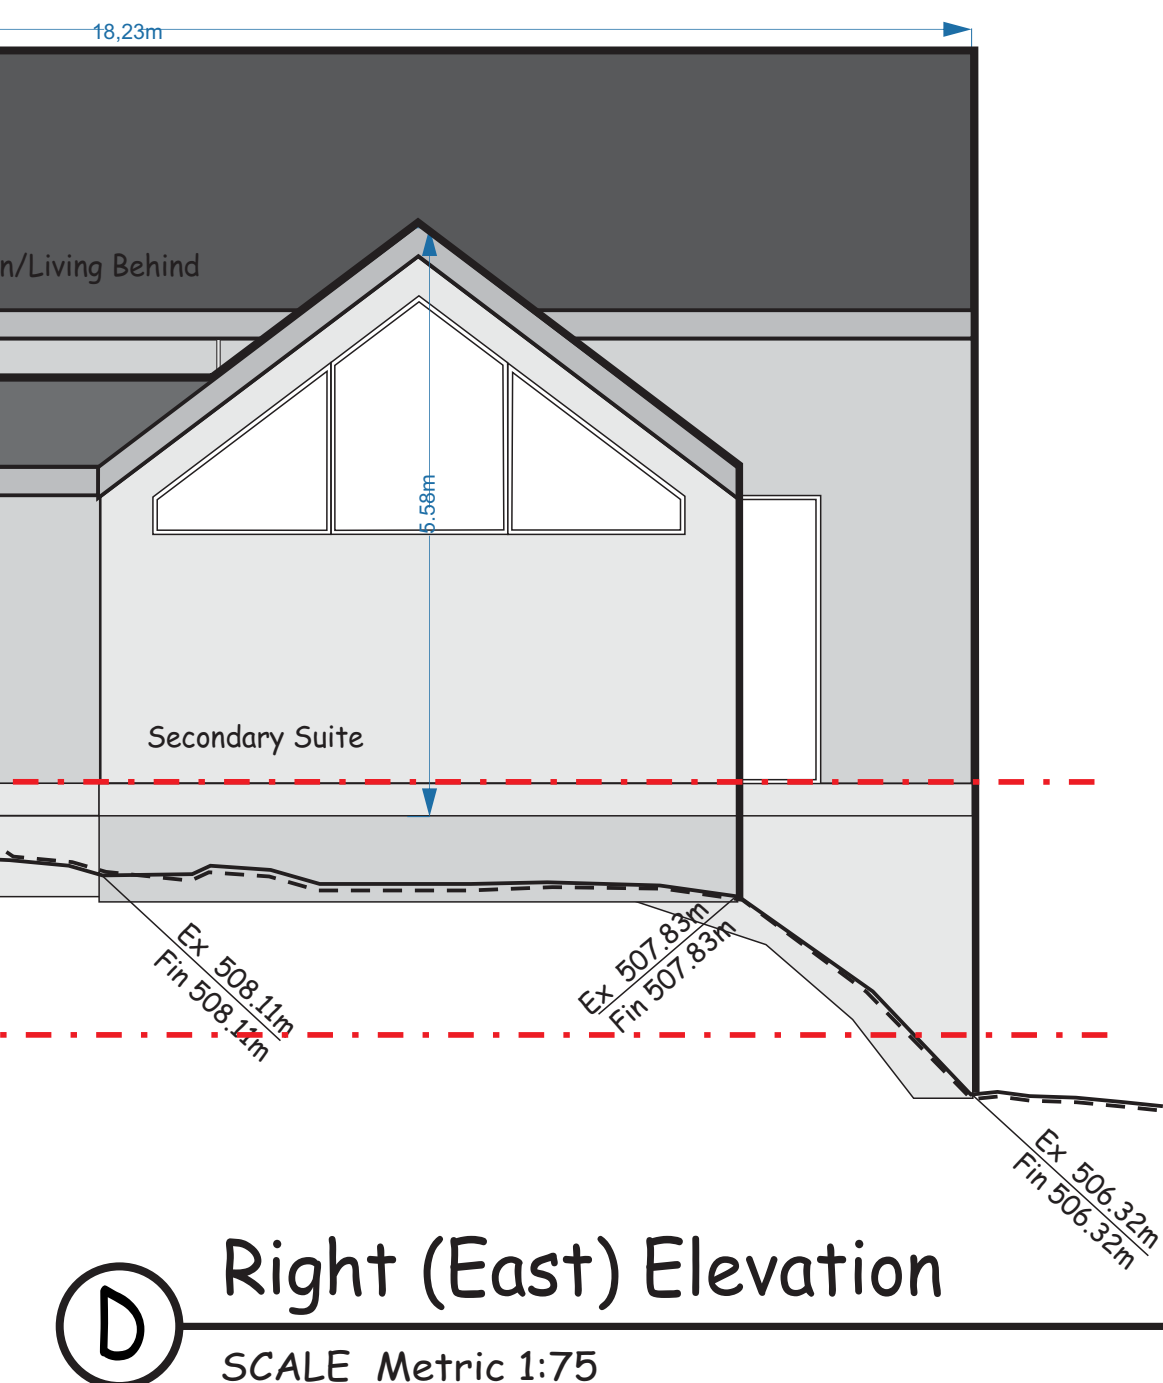 18,23m
n/Living Behind
5.58m
Secondary Suite
Ex 508.11m
Fin 508.11m
Ex 507.83m
Fin 507.83m
Ex 506.32m
Fin 506.32m
D
Right (East) Elevation
SCALE Metric 1:75